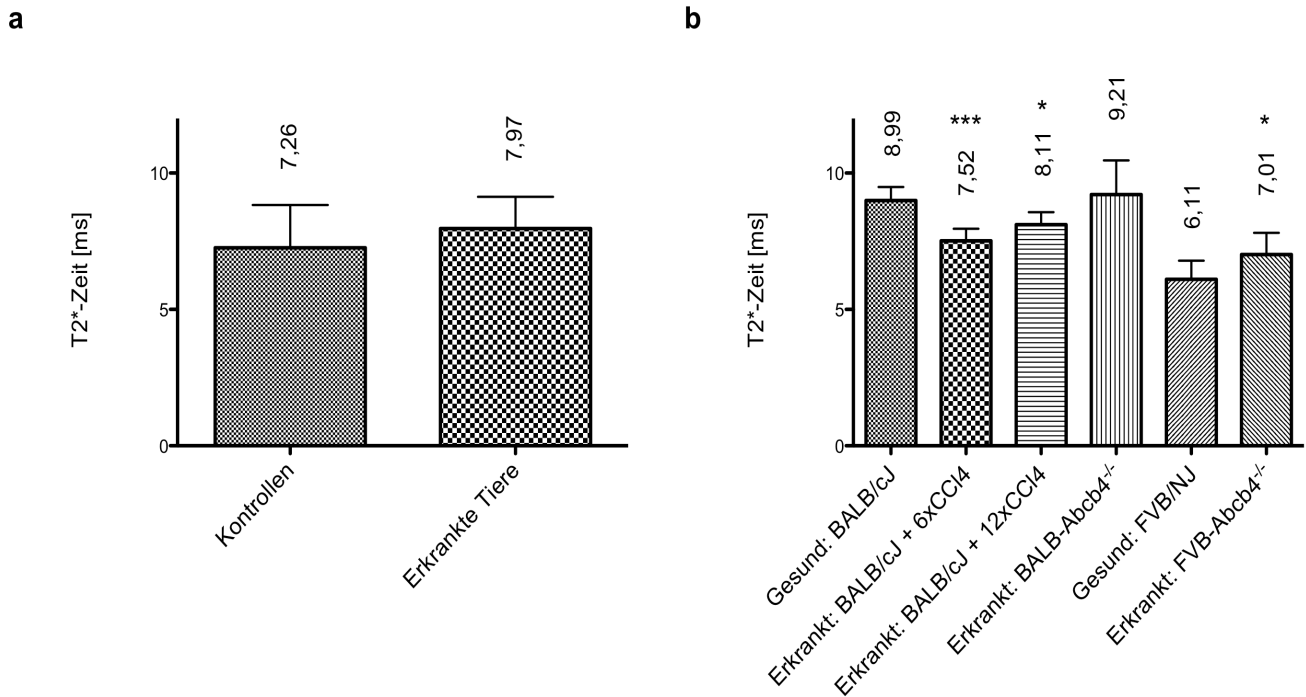 a
T2*-Zeit [ms]
10
5
0
7,26
7,97
Kontrollen
Erkrankte Tiere
b
T2*-Zeit [ms]
10
5
0
8,99
***
7,52
*
8,11
9,21
6,11
*
7,01
Gesund: BALB/cJ
Erkrankt: BALB/cJ + 6xCCl4
Erkrankt: BALB/cJ + 12xCCl4
Erkrankt: BALB-Abcb4-/-
Gesund: FVB/NJ
Erkrankt: FVB-Abcb4-/-